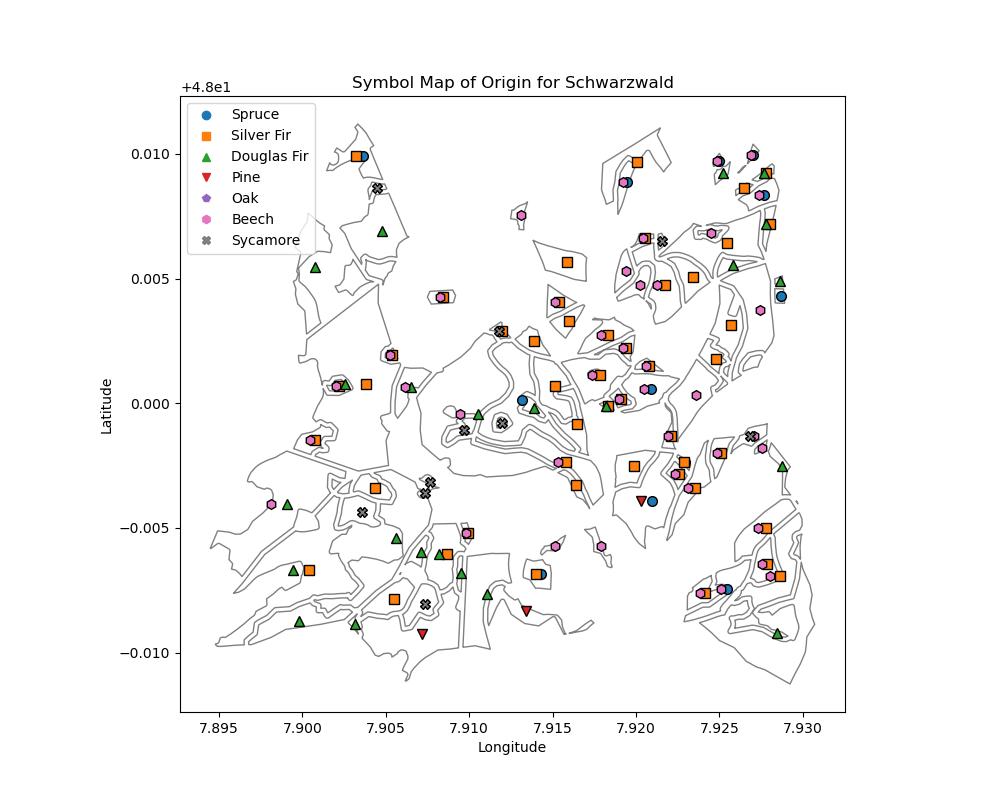 Symbol Map of Origin for Schwarzwald
+4.8e1
Spruce
Silver Fir
Douglas Fir
Pine
Oak
Beech
Sycamore
0.010
0.005
0.000
−0.005
−0.010
Latitude
7.895 7.900 7.905 7.910 7.915 7.920 7.925 7.930
Longitude